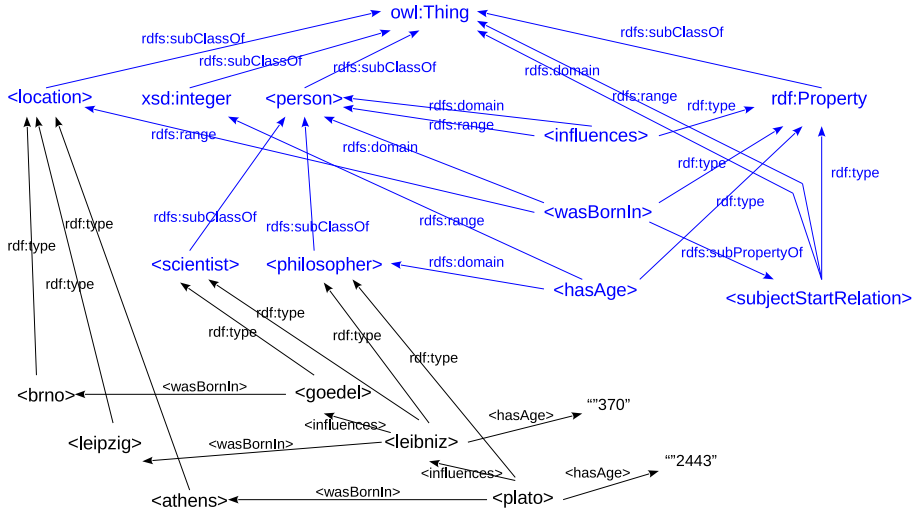 owl:Thing
rdfs:subClassOf
rdfs:subClassOf
rdfs:subClassOf
rdfs:subClassOf
rdfs:domain
rdfs:range
<location>
xsd:integer
<person>
rdf:Property
rdfs:domain
rdf:type
rdfs:range
<influences>
rdfs:range
rdfs:domain
rdf:type
rdf:type
rdf:type
<wasBornIn>
rdfs:subClassOf
rdfs:subClassOf
rdf:type
rdfs:range
rdf:type
rdfs:subPropertyOf
<scientist>
<philosopher>
rdfs:domain
<hasAge>
rdf:type
<subjectStartRelation>
rdf:type
rdf:type
rdf:type
rdf:type
rdf:type
<brno>
<wasBornIn>
<goedel>
<influences>
<hasAge>
“”370
<leipzig>
<wasBornIn>
<leibniz>
<influences>
<hasAge>
“”2443
<athens>
<wasBornIn>
<plato>